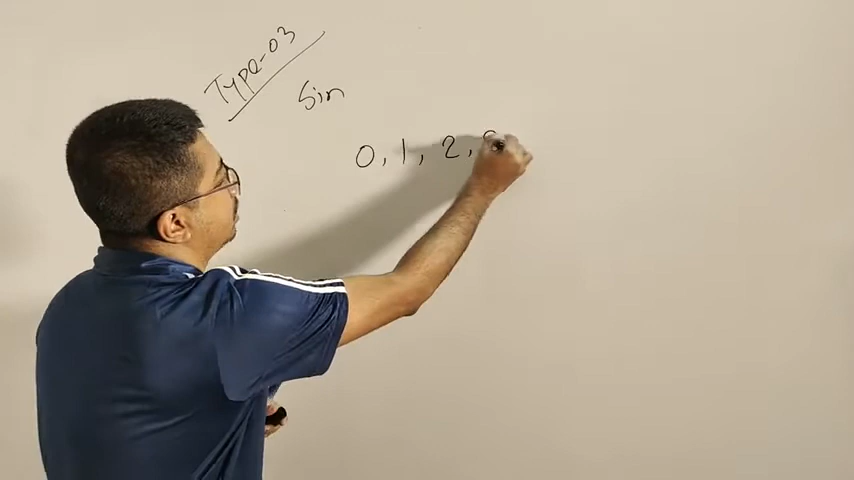 Type-03
Sin
0, 1, 2,